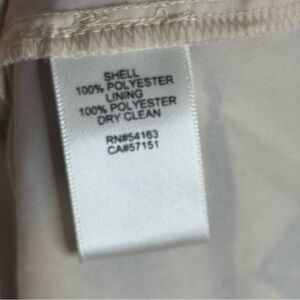 SHELL
100% POLYESTER
LINING
100% POLYESTER
DRY CLEAN
RN#54163
CA#57151